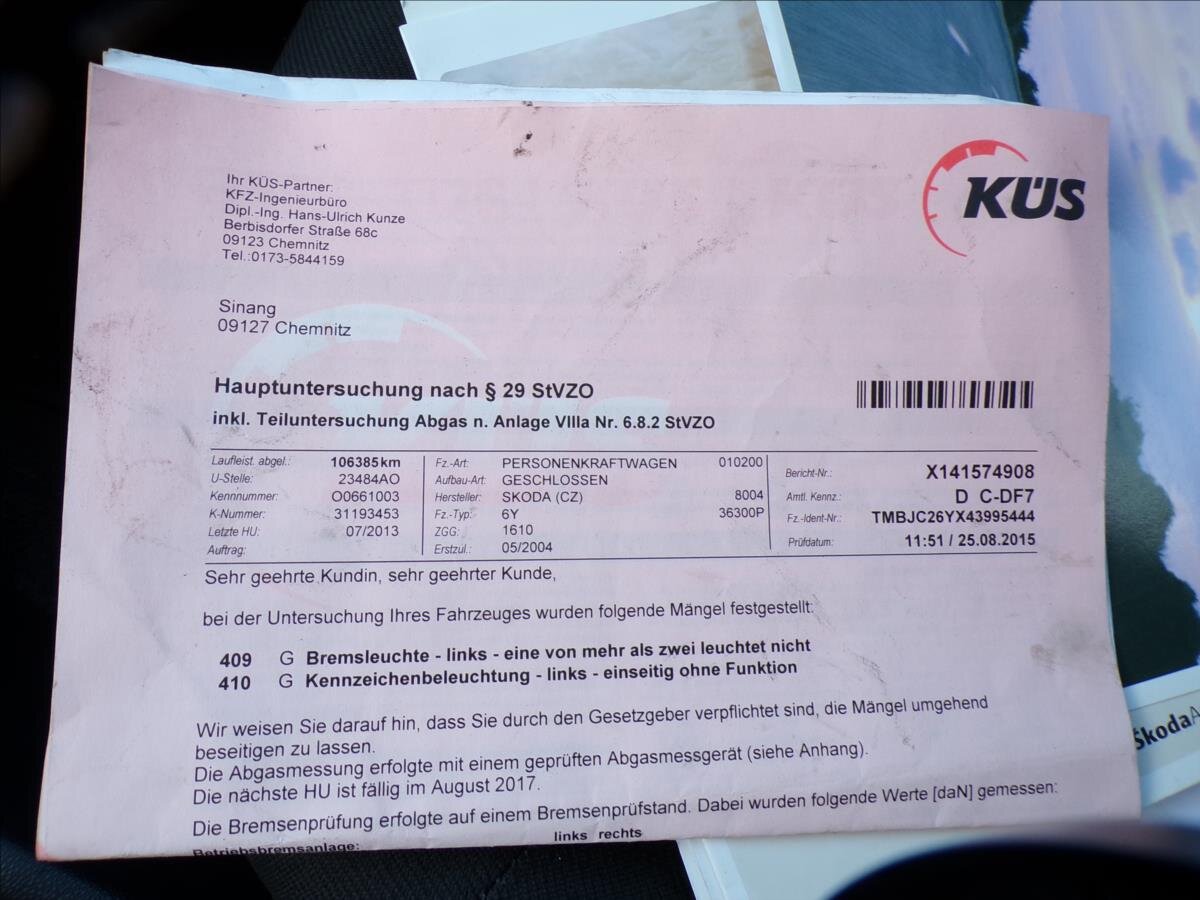 KÜS
Ihr KÜS-Partner:
KFZ-Ingenieurbüro
Dipl.-Ing. Hans-Ulrich Kunze
Berbisdorfer Straße 68c
09123 Chemnitz
Tel.:0173-5844159
Sinang
09127 Chemnitz
Hauptuntersuchung nach § 29 StVZO
inkl. Teiluntersuchung Abgas n. Anlage VIIIa Nr. 6.8.2 StVZO
Laufleist. abgel.: 106385km Fz.-Art: PERSONENKRAFTWAGEN 010200
U-Stelle: 23484AO Aufbau-Art: GESCHLOSSEN Bericht-Nr.: X141574908
Kennnummer: O0661003 Hersteller: SKODA (CZ) 8004 Amtl. Kennz.: D C-DF7
K-Nummer: 31193453 Fz.-Typ: 6Y 36300P Fz.-Ident-Nr.: TMBJC26YX43995444
Letzte HU: 07/2013 ZGG: 1610 Prüfdatum: 11:51 / 25.08.2015
Auftrag: Erstzul.: 05/2004
Sehr geehrte Kundin, sehr geehrter Kunde,
bei der Untersuchung Ihres Fahrzeuges wurden folgende Mängel festgestellt:
409 G Bremsleuchte - links - eine von mehr als zwei leuchtet nicht
410 G Kennzeichenbeleuchtung - links - einseitig ohne Funktion
Wir weisen Sie darauf hin, dass Sie durch den Gesetzgeber verpflichtet sind, die Mängel umgehend
beseitigen zu lassen.
Die Abgasmessung erfolgte mit einem geprüften Abgasmessgerät (siehe Anhang).
Die nächste HU ist fällig im August 2017.
Die Bremsenprüfung erfolgte auf einem Bremsenprüfstand. Dabei wurden folgende Werte [daN] gemessen:
links rechts
Betriebsbremsanlage:
ŠkodaA